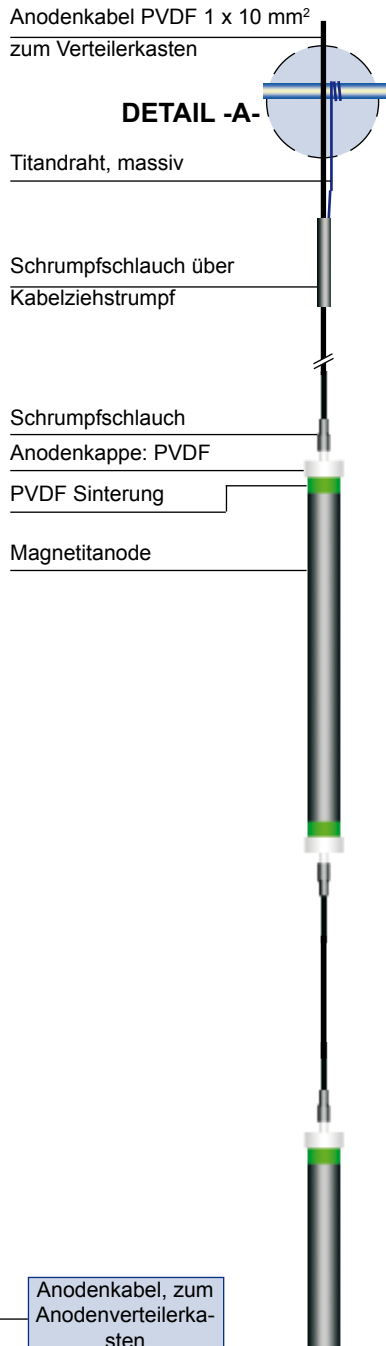 Anodenkabel PVDF 1 x 10 mm²
zum Verteilerkasten
DETAIL -A-
Titandraht, massiv
Schrumpfschlauch über
Kabelziehstrumpf
Schrumpfschlauch
Anodenkappe: PVDF
PVDF Sinterung
Magnetitanode
Anodenkabel, zum
Anodenverteilerka-
sten